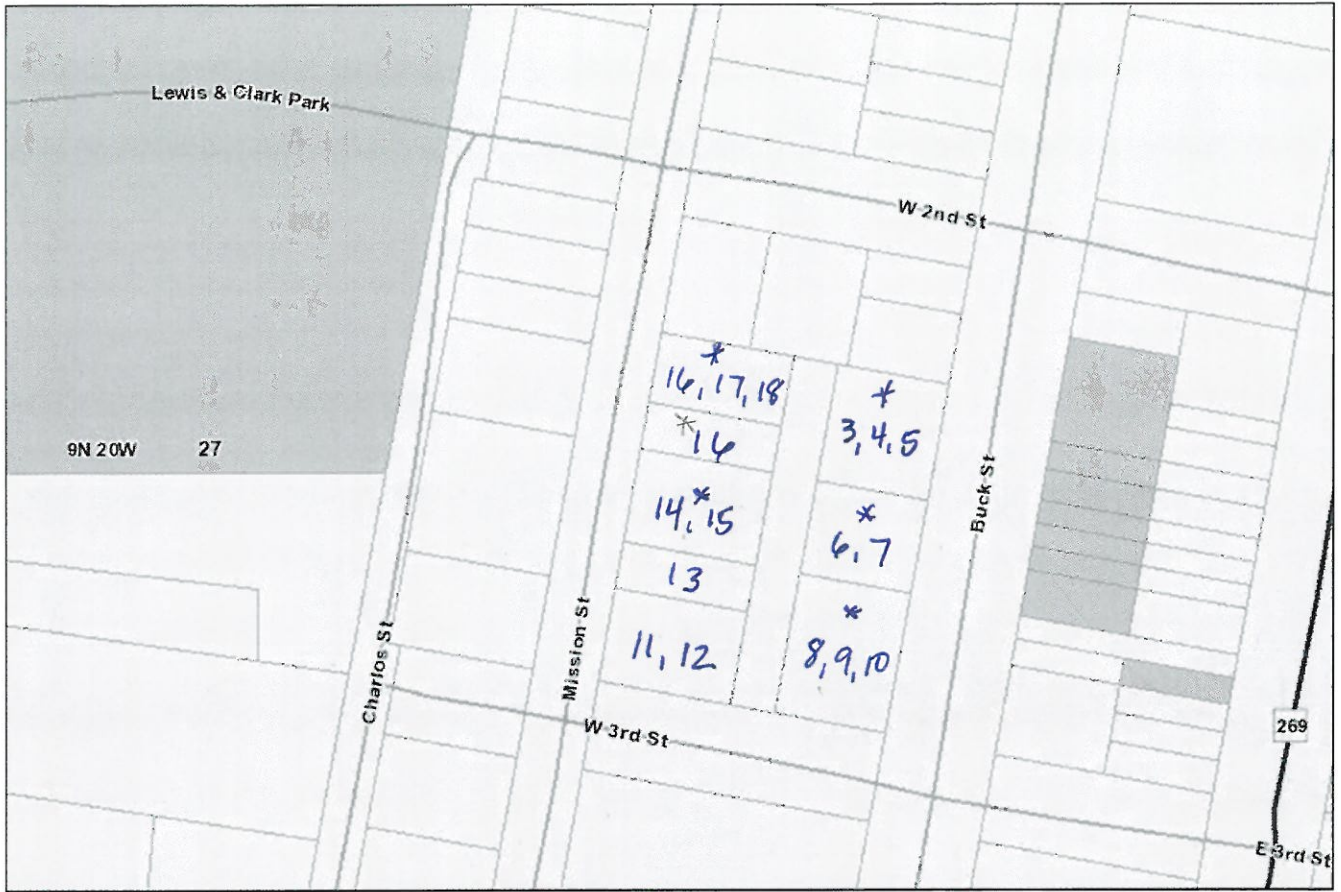 Lewis & Clark Park
W 2nd St
*
16, 17, 18
*
3, 4, 5
* 16
9N 20W 27
Buck St
*
14, 15
*
6, 7
13
*
11, 12
8, 9, 10
Mission St
Charlos St
W 3rd St
269
E 3rd St